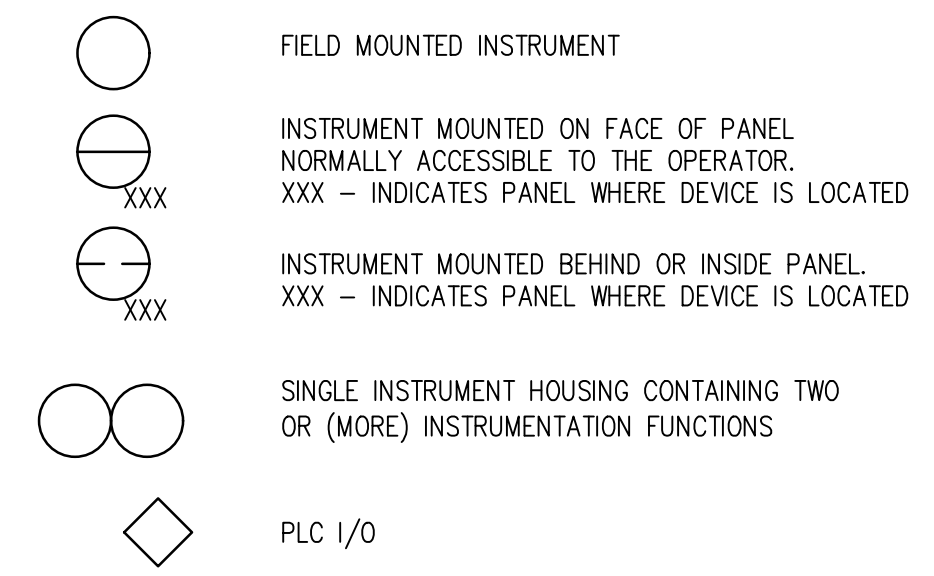 FIELD MOUNTED INSTRUMENT
INSTRUMENT MOUNTED ON FACE OF PANEL
NORMALLY ACCESSIBLE TO THE OPERATOR.
XXX
XXX – INDICATES PANEL WHERE DEVICE IS LOCATED
INSTRUMENT MOUNTED BEHIND OR INSIDE PANEL.
XXX
XXX – INDICATES PANEL WHERE DEVICE IS LOCATED
SINGLE INSTRUMENT HOUSING CONTAINING TWO
OR (MORE) INSTRUMENTATION FUNCTIONS
PLC I/O